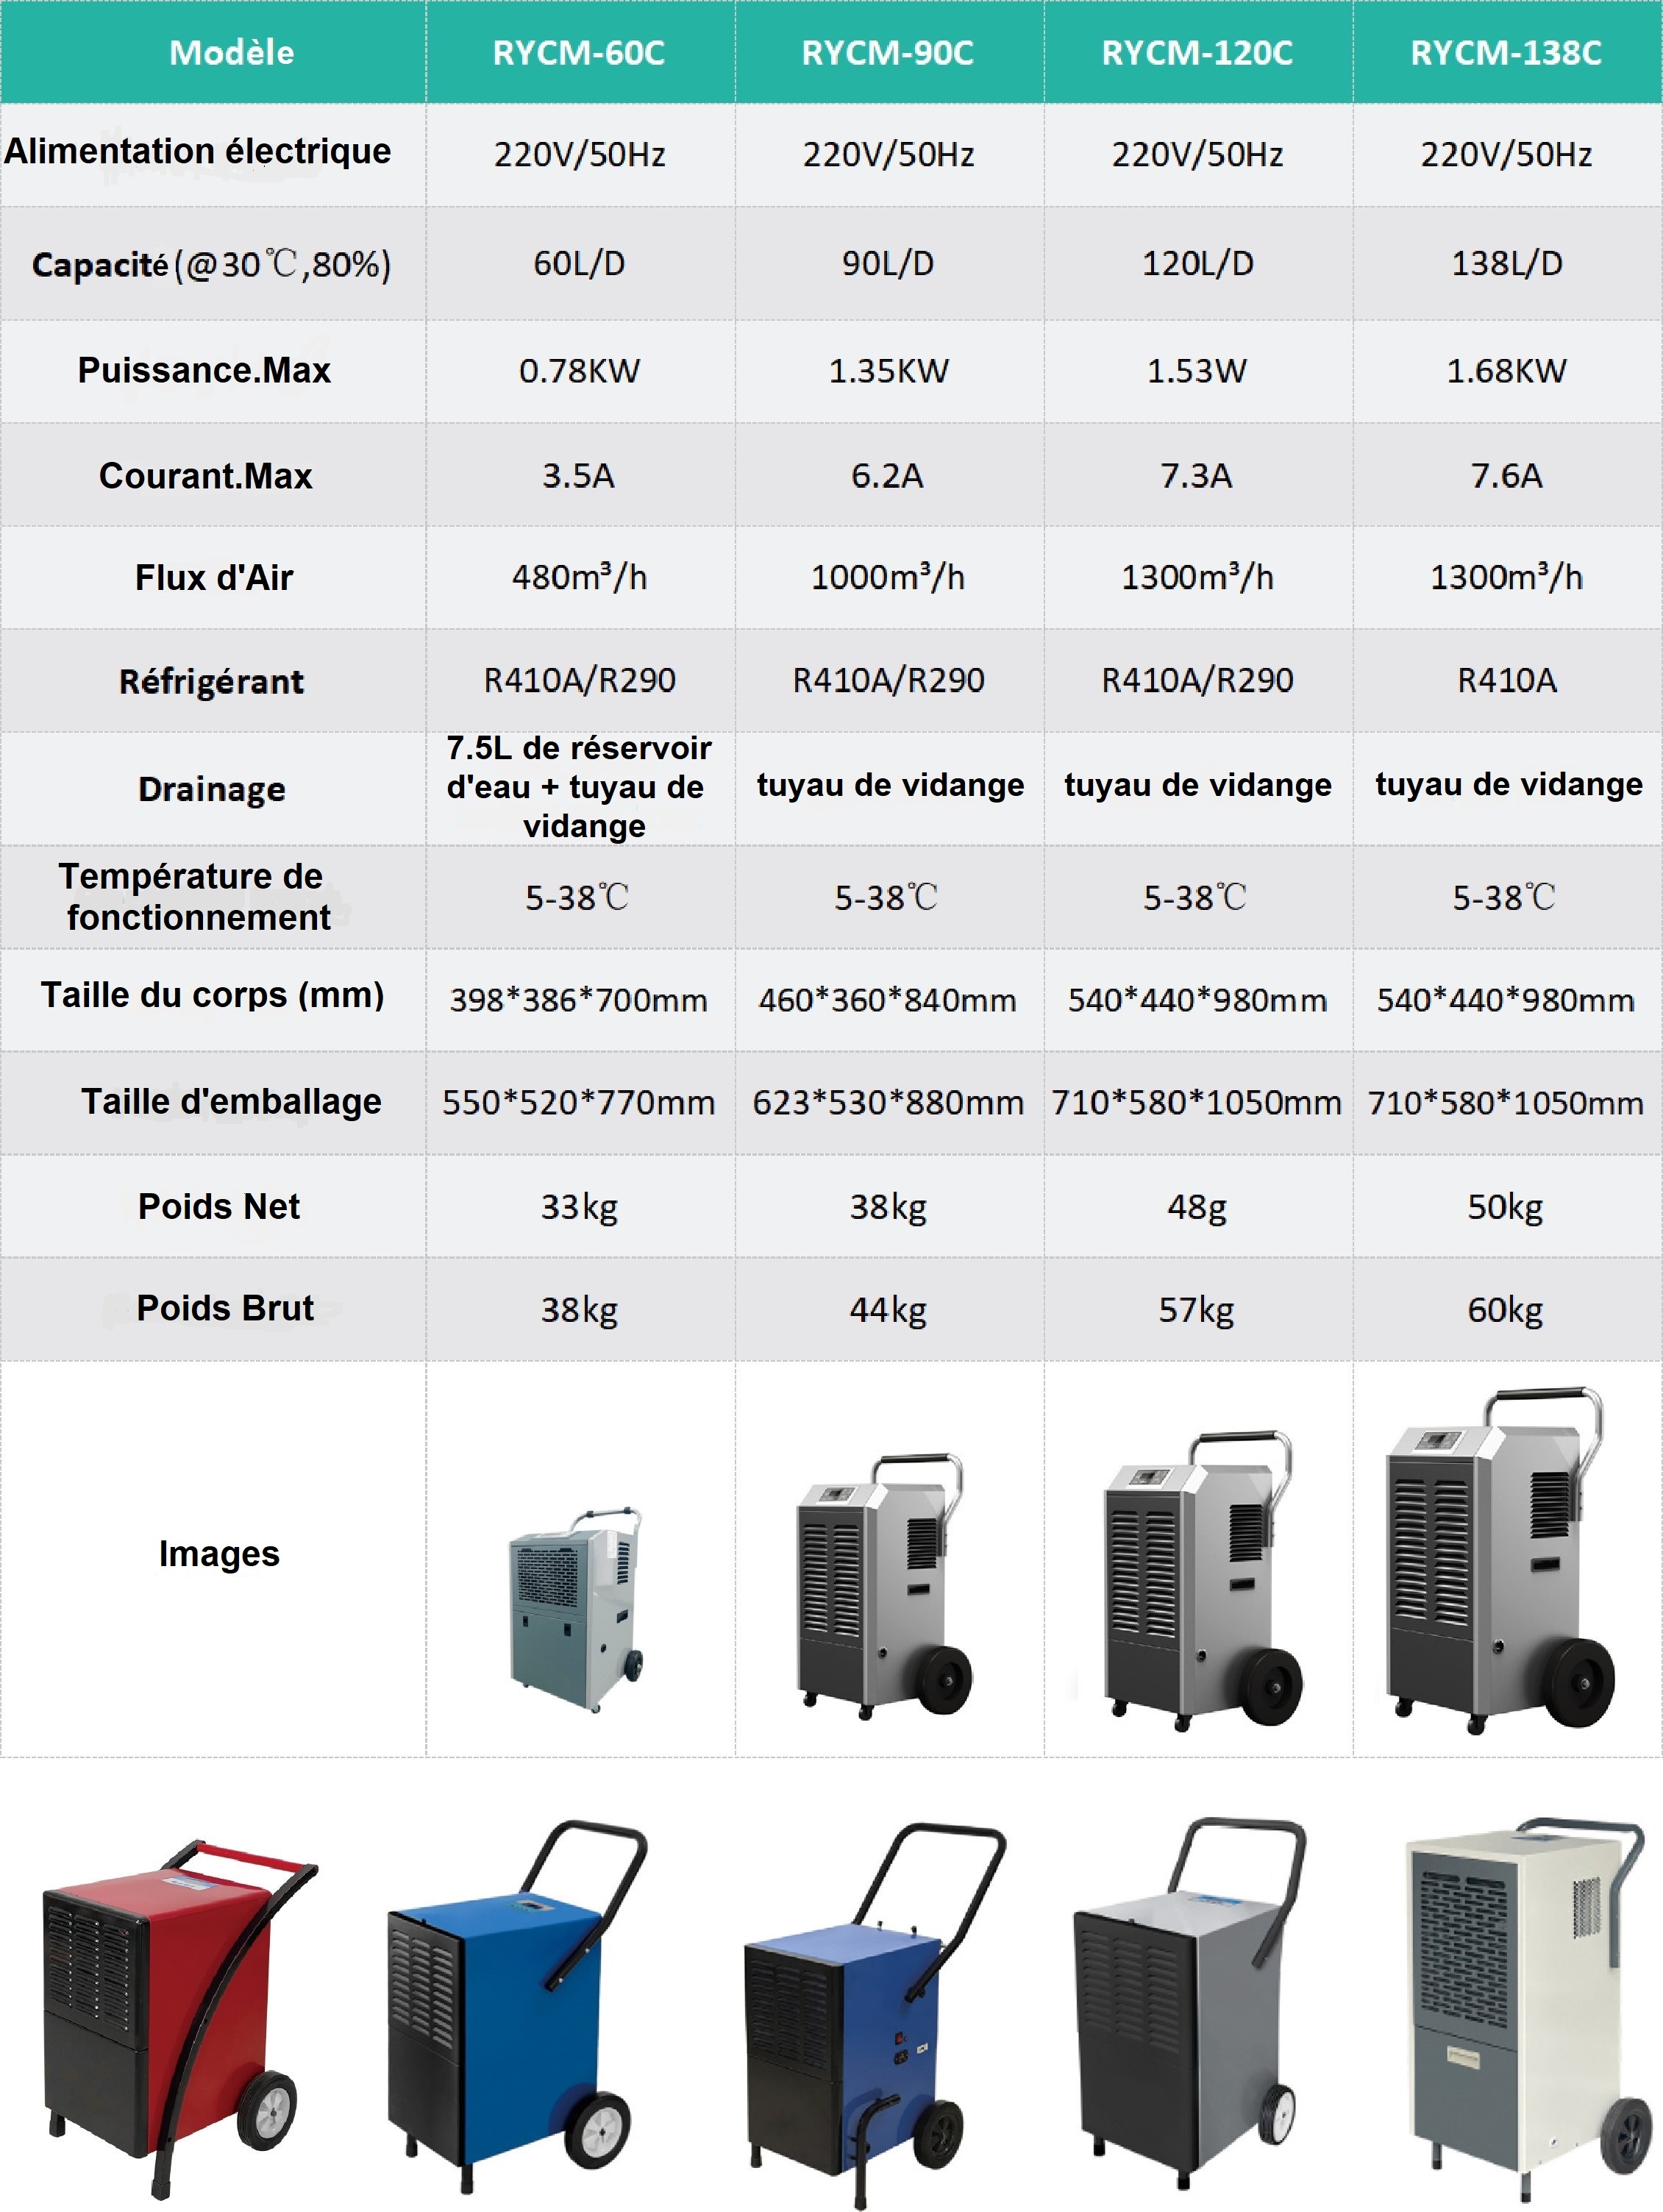 Modèle RYCM-60C RYCM-90C RYCM-120C RYCM-138C
Alimentation électrique 220V/50Hz 220V/50Hz 220V/50Hz 220V/50Hz
Capacité (@30℃,80%) 60L/D 90L/D 120L/D 138L/D
Puissance.Max 0.78KW 1.35KW 1.53W 1.68KW
Courant.Max 3.5A 6.2A 7.3A 7.6A
Flux d'Air 480m³/h 1000m³/h 1300m³/h 1300m³/h
Réfrigérant R410A/R290 R410A/R290 R410A/R290 R410A
7.5L de réservoir
Drainage d'eau + tuyau de tuyau de vidange tuyau de vidange tuyau de vidange
vidange
Température de
fonctionnement 5-38℃ 5-38℃ 5-38℃ 5-38℃
Taille du corps (mm) 398*386*700mm 460*360*840mm 540*440*980mm 540*440*980mm
Taille d'emballage 550*520*770mm 623*530*880mm 710*580*1050mm 710*580*1050mm
Poids Net 33kg 38kg 48g 50kg
Poids Brut 38kg 44kg 57kg 60kg
Images